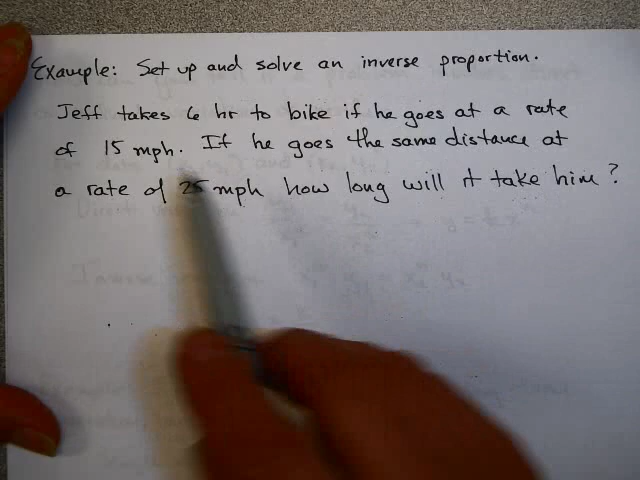 Example: Set up and solve an inverse proportion.
Jeff takes 6 hr to bike if he goes at a rate
of 15 mph. If he goes the same distance at
a rate of 25 mph how long will it take him?